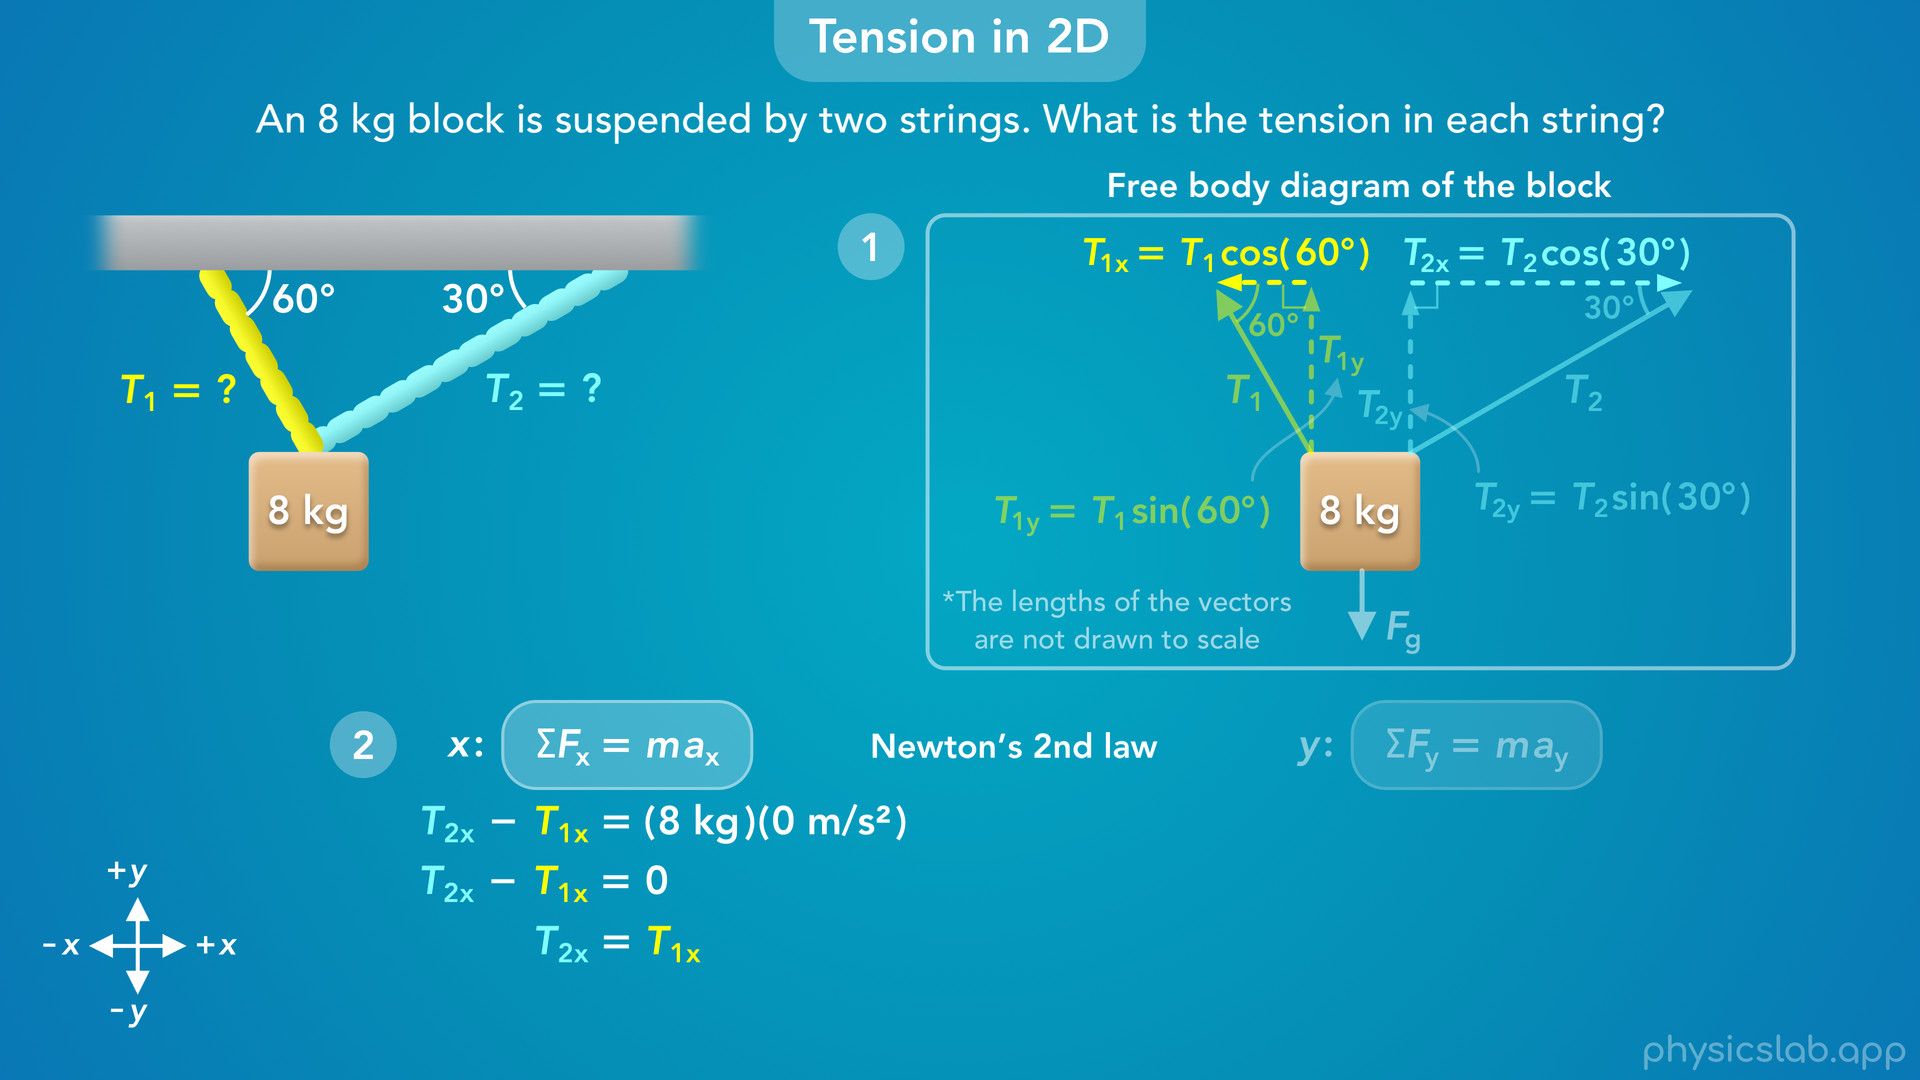 Tension in 2D
An 8 kg block is suspended by two strings. What is the tension in each string?
60°
30°
T₁ = ?
T₂ = ?
8 kg
1
Free body diagram of the block
T₁ₓ = T₁cos(60°)
T₂ₓ = T₂cos(30°)
60°
30°
T₁
T₁y
T₂y
T₂
T₁y = T₁sin(60°)
8 kg
T₂y = T₂sin(30°)
*The lengths of the vectors
are not drawn to scale
Fg
2
x: ΣFₓ = maₓ
Newton’s 2nd law
y: ΣFy = may
T₂ₓ − T₁ₓ = (8 kg)(0 m/s²)
T₂ₓ − T₁ₓ = 0
T₂ₓ = T₁ₓ
+y
−x
+x
−y
physicslab.app